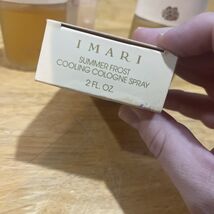 IMARI
SUMMER FROST
COOLING COLOGNE SPRAY
2 FL. OZ.